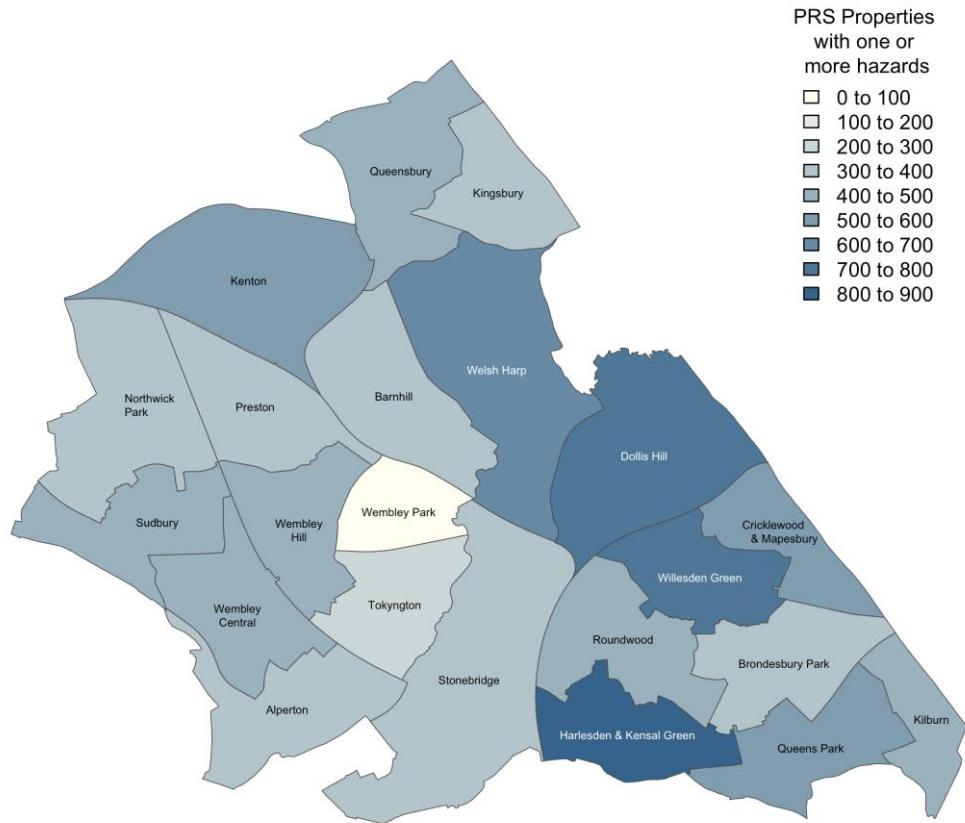 PRS Properties
with one or
more hazards
0 to 100
100 to 200
200 to 300
300 to 400
400 to 500
500 to 600
600 to 700
700 to 800
800 to 900
Queensbury
Kingsbury
Kenton
Welsh Harp
Northwick
Park
Preston
Barnhill
Dollis Hill
Wembley Park
Sudbury
Wembley
Hill
Cricklewood
& Mapesbury
Willesden Green
Tokyngton
Wembley
Central
Roundwood
Brondesbury Park
Stonebridge
Alperton
Kilburn
Harlesden & Kensal Green
Queens Park